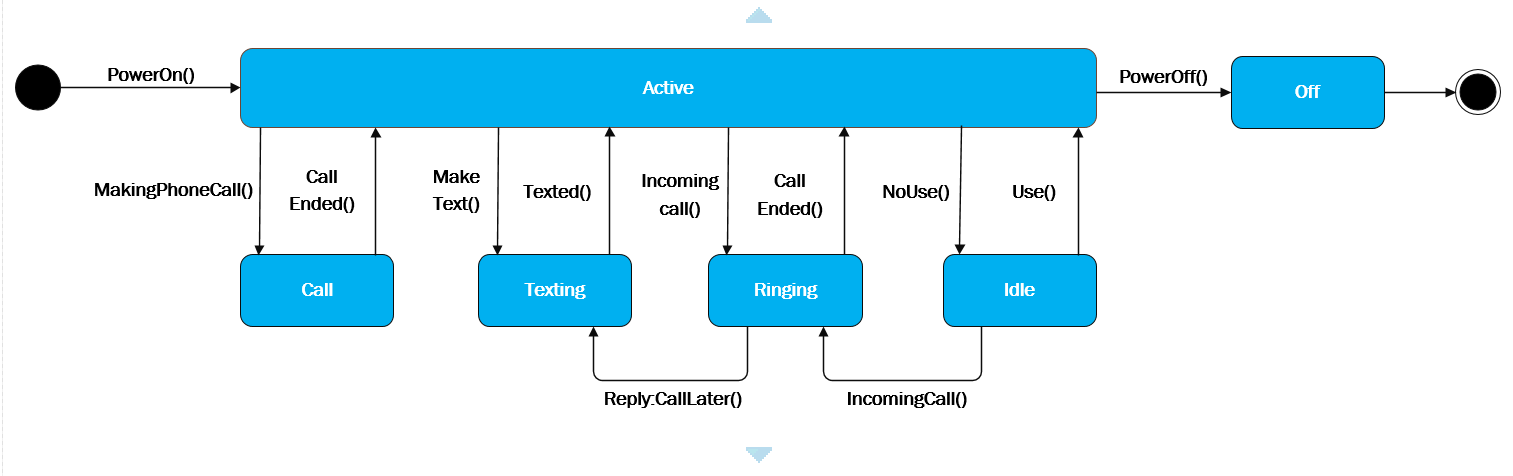 PowerOn()
Active
PowerOff()
Off
MakingPhoneCall()
Call
Ended()
Make
Text()
Texted()
Incoming
call()
Call
Ended()
NoUse()
Use()
Call
Texting
Ringing
Idle
Reply:CallLater()
IncomingCall()